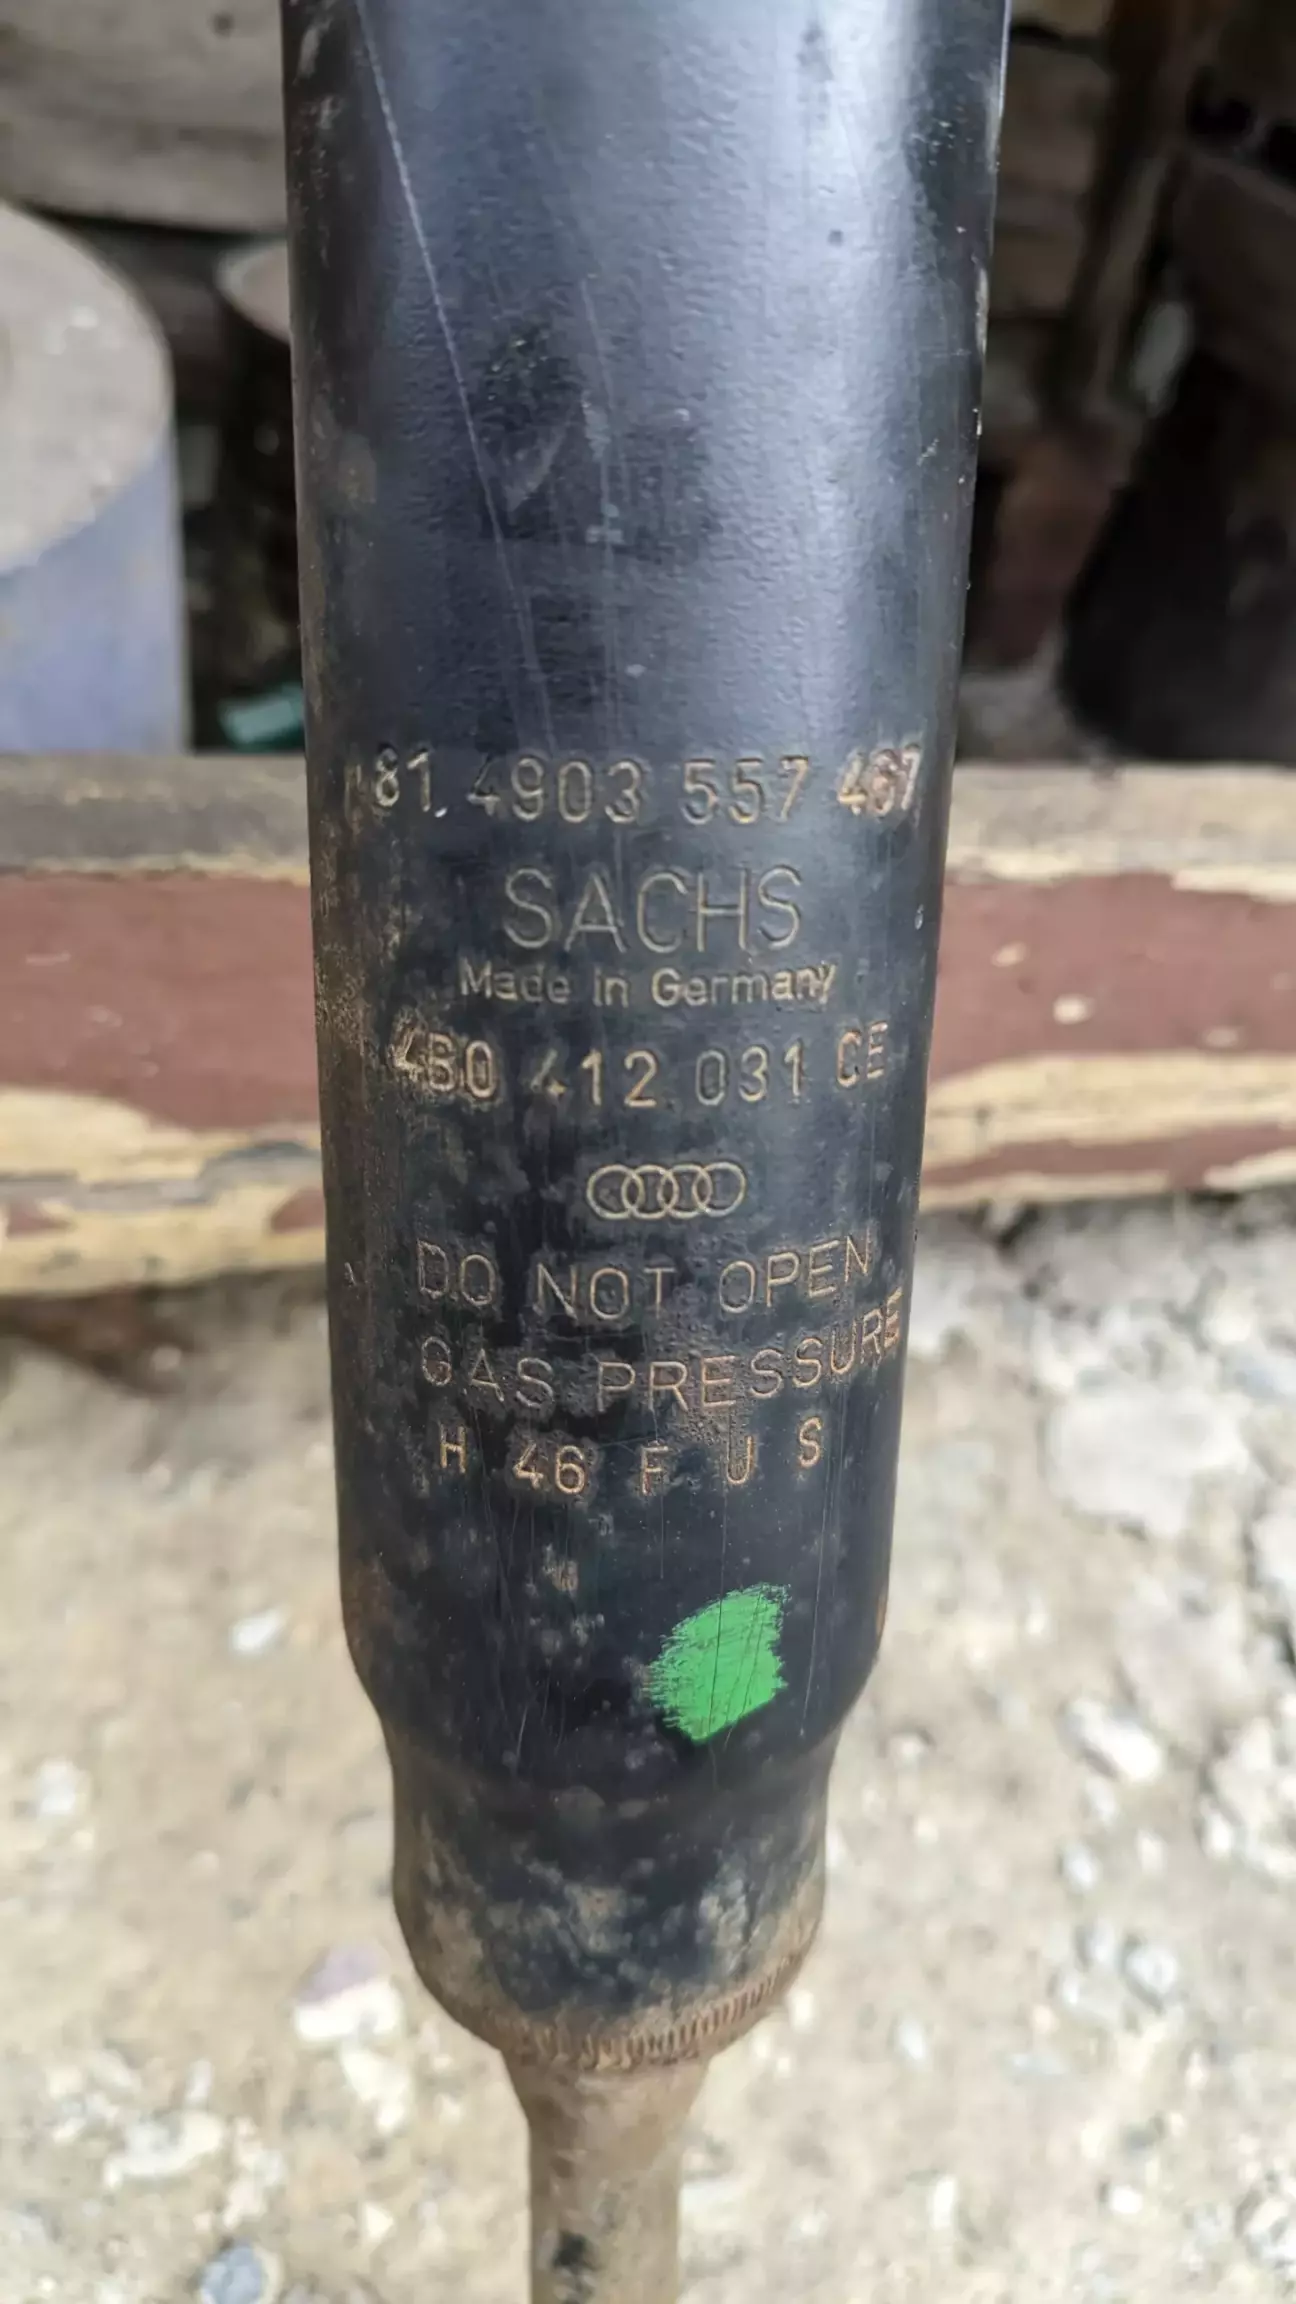 81. 4903 557 467
SACHS
Made in Germany
4B0 412 031 CE
DO NOT OPEN
GAS PRESSURE
H 46 F U S